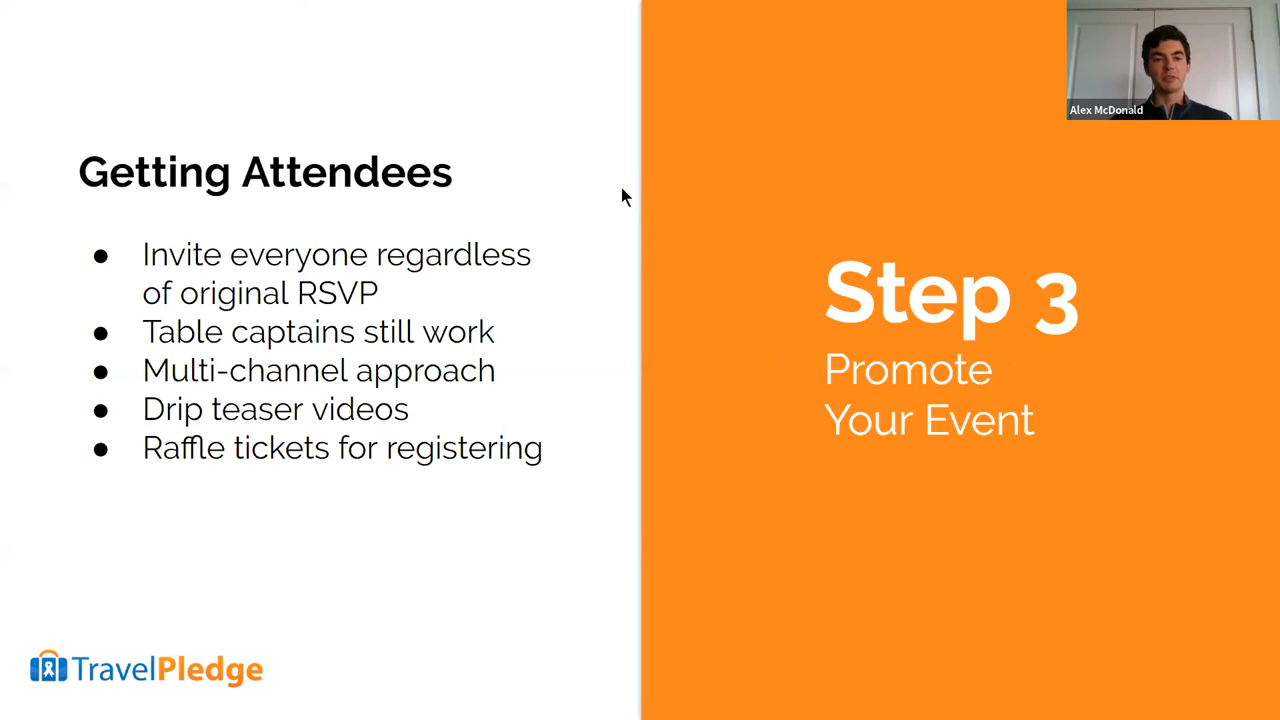 Alex McDonald
Getting Attendees
● Invite everyone regardless
of original RSVP
● Table captains still work
● Multi-channel approach
● Drip teaser videos
● Raffle tickets for registering
Step 3
Promote
Your Event
TravelPledge